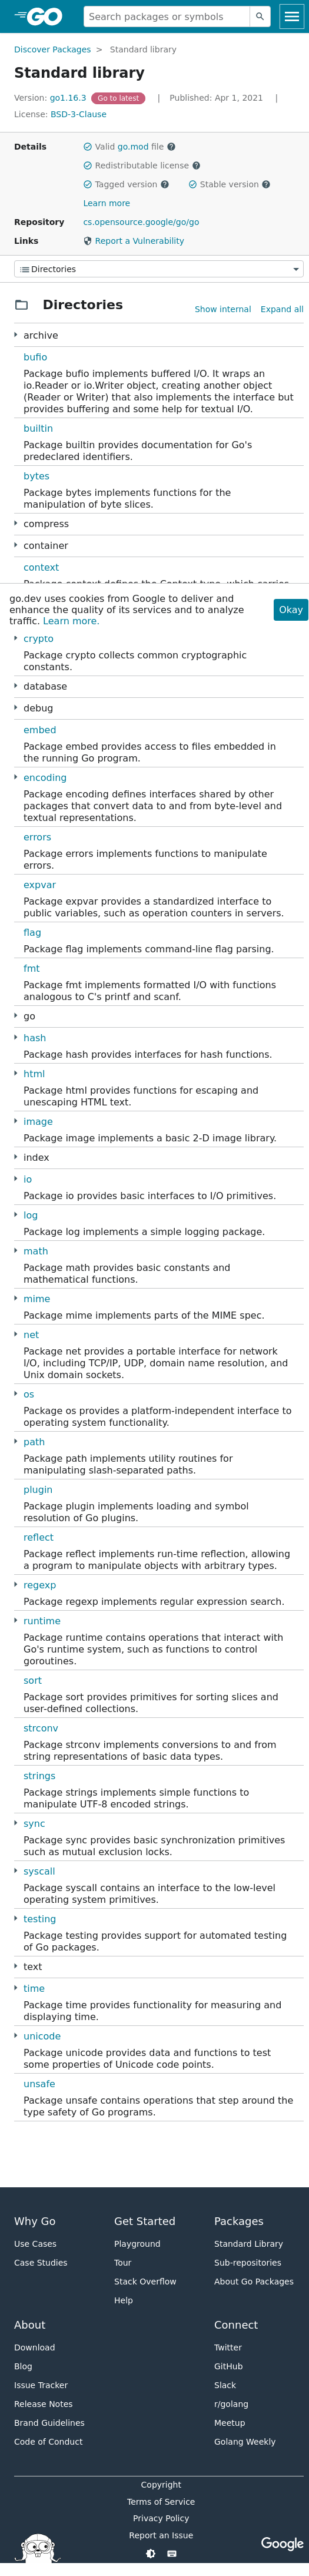 GO
Search packages or symbols
Discover Packages > Standard library
Standard library
Version: go1.16.3 Go to latest | Published: Apr 1, 2021 |
License: BSD-3-Clause
Details
Valid go.mod file
Redistributable license
Tagged version
Stable version
Learn more
Repository
cs.opensource.google/go/go
Links
Report a Vulnerability
Directories
Directories
Show internal
Expand all
archive
bufio
Package bufio implements buffered I/O. It wraps an
io.Reader or io.Writer object, creating another object
(Reader or Writer) that also implements the interface but
provides buffering and some help for textual I/O.
builtin
Package builtin provides documentation for Go's
predeclared identifiers.
bytes
Package bytes implements functions for the
manipulation of byte slices.
compress
container
context
Package context defines the Context type, which carries
go.dev uses cookies from Google to deliver and
enhance the quality of its services and to analyze
traffic. Learn more.
Okay
crypto
Package crypto collects common cryptographic
constants.
database
debug
embed
Package embed provides access to files embedded in
the running Go program.
encoding
Package encoding defines interfaces shared by other
packages that convert data to and from byte-level and
textual representations.
errors
Package errors implements functions to manipulate
errors.
expvar
Package expvar provides a standardized interface to
public variables, such as operation counters in servers.
flag
Package flag implements command-line flag parsing.
fmt
Package fmt implements formatted I/O with functions
analogous to C's printf and scanf.
go
hash
Package hash provides interfaces for hash functions.
html
Package html provides functions for escaping and
unescaping HTML text.
image
Package image implements a basic 2-D image library.
index
io
Package io provides basic interfaces to I/O primitives.
log
Package log implements a simple logging package.
math
Package math provides basic constants and
mathematical functions.
mime
Package mime implements parts of the MIME spec.
net
Package net provides a portable interface for network
I/O, including TCP/IP, UDP, domain name resolution, and
Unix domain sockets.
os
Package os provides a platform-independent interface to
operating system functionality.
path
Package path implements utility routines for
manipulating slash-separated paths.
plugin
Package plugin implements loading and symbol
resolution of Go plugins.
reflect
Package reflect implements run-time reflection, allowing
a program to manipulate objects with arbitrary types.
regexp
Package regexp implements regular expression search.
runtime
Package runtime contains operations that interact with
Go's runtime system, such as functions to control
goroutines.
sort
Package sort provides primitives for sorting slices and
user-defined collections.
strconv
Package strconv implements conversions to and from
string representations of basic data types.
strings
Package strings implements simple functions to
manipulate UTF-8 encoded strings.
sync
Package sync provides basic synchronization primitives
such as mutual exclusion locks.
syscall
Package syscall contains an interface to the low-level
operating system primitives.
testing
Package testing provides support for automated testing
of Go packages.
text
time
Package time provides functionality for measuring and
displaying time.
unicode
Package unicode provides data and functions to test
some properties of Unicode code points.
unsafe
Package unsafe contains operations that step around the
type safety of Go programs.
Why Go
Use Cases
Case Studies
Get Started
Playground
Tour
Stack Overflow
Help
Packages
Standard Library
Sub-repositories
About Go Packages
About
Download
Blog
Issue Tracker
Release Notes
Brand Guidelines
Code of Conduct
Connect
Twitter
GitHub
Slack
r/golang
Meetup
Golang Weekly
Copyright
Terms of Service
Privacy Policy
Report an Issue
Google